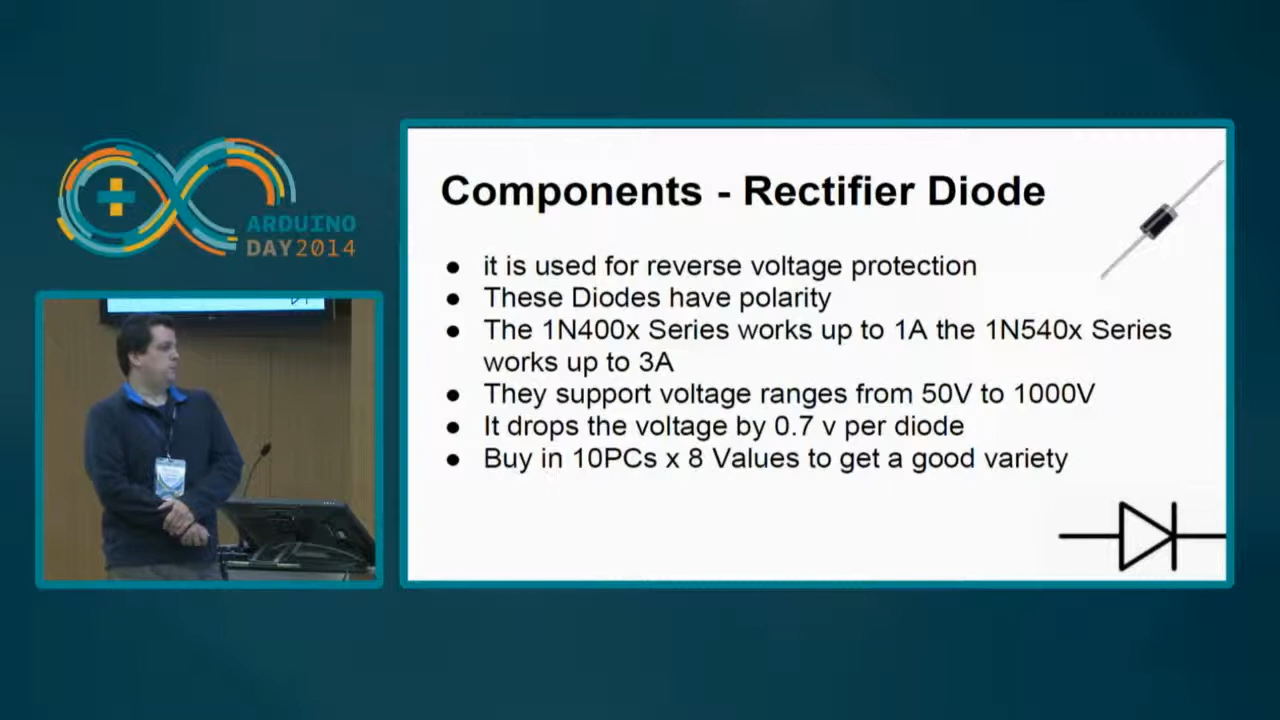 ARDUINO
DAY2014
Components - Rectifier Diode
● it is used for reverse voltage protection
● These Diodes have polarity
● The 1N400x Series works up to 1A the 1N540x Series
works up to 3A
● They support voltage ranges from 50V to 1000V
● It drops the voltage by 0.7 v per diode
● Buy in 10PCs x 8 Values to get a good variety